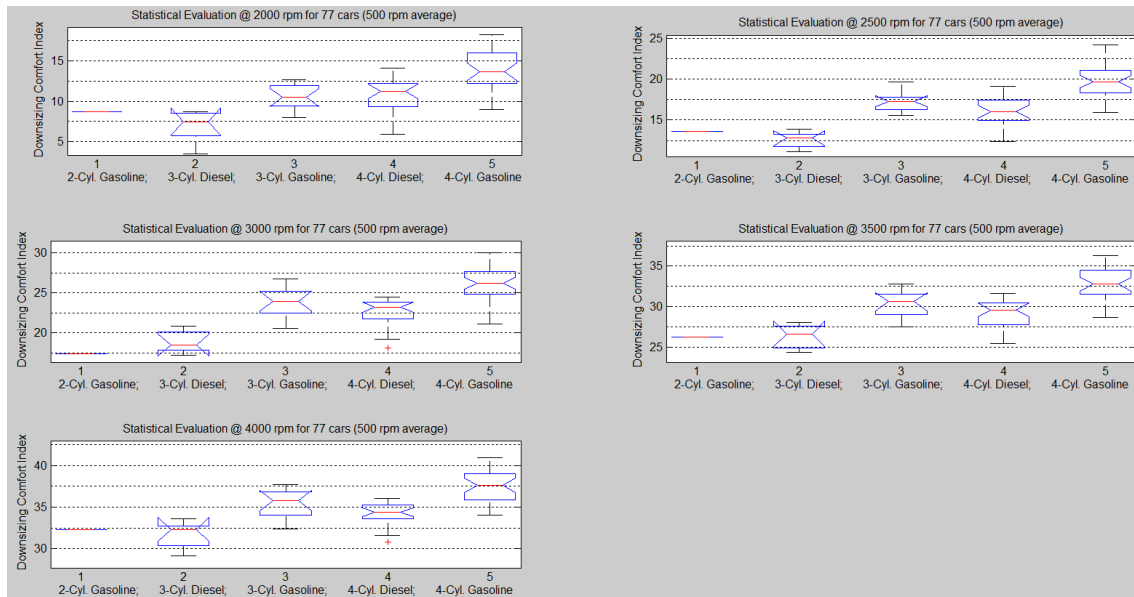 Statistical Evaluation @ 2000 rpm for 77 cars (500 rpm average)
Downsizing Comfort Index
15
10
5
1 2 3 4 5
2-Cyl. Gasoline; 3-Cyl. Diesel; 3-Cyl. Gasoline; 4-Cyl. Diesel; 4-Cyl. Gasoline
Statistical Evaluation @ 2500 rpm for 77 cars (500 rpm average)
Downsizing Comfort Index
25
20
15
1 2 3 4 5
2-Cyl. Gasoline; 3-Cyl. Diesel; 3-Cyl. Gasoline; 4-Cyl. Diesel; 4-Cyl. Gasoline
Statistical Evaluation @ 3000 rpm for 77 cars (500 rpm average)
Downsizing Comfort Index
30
25
20
1 2 3 4 5
2-Cyl. Gasoline; 3-Cyl. Diesel; 3-Cyl. Gasoline; 4-Cyl. Diesel; 4-Cyl. Gasoline
Statistical Evaluation @ 3500 rpm for 77 cars (500 rpm average)
Downsizing Comfort Index
35
30
25
1 2 3 4 5
2-Cyl. Gasoline; 3-Cyl. Diesel; 3-Cyl. Gasoline; 4-Cyl. Diesel; 4-Cyl. Gasoline
Statistical Evaluation @ 4000 rpm for 77 cars (500 rpm average)
Downsizing Comfort Index
40
35
30
1 2 3 4 5
2-Cyl. Gasoline; 3-Cyl. Diesel; 3-Cyl. Gasoline; 4-Cyl. Diesel; 4-Cyl. Gasoline